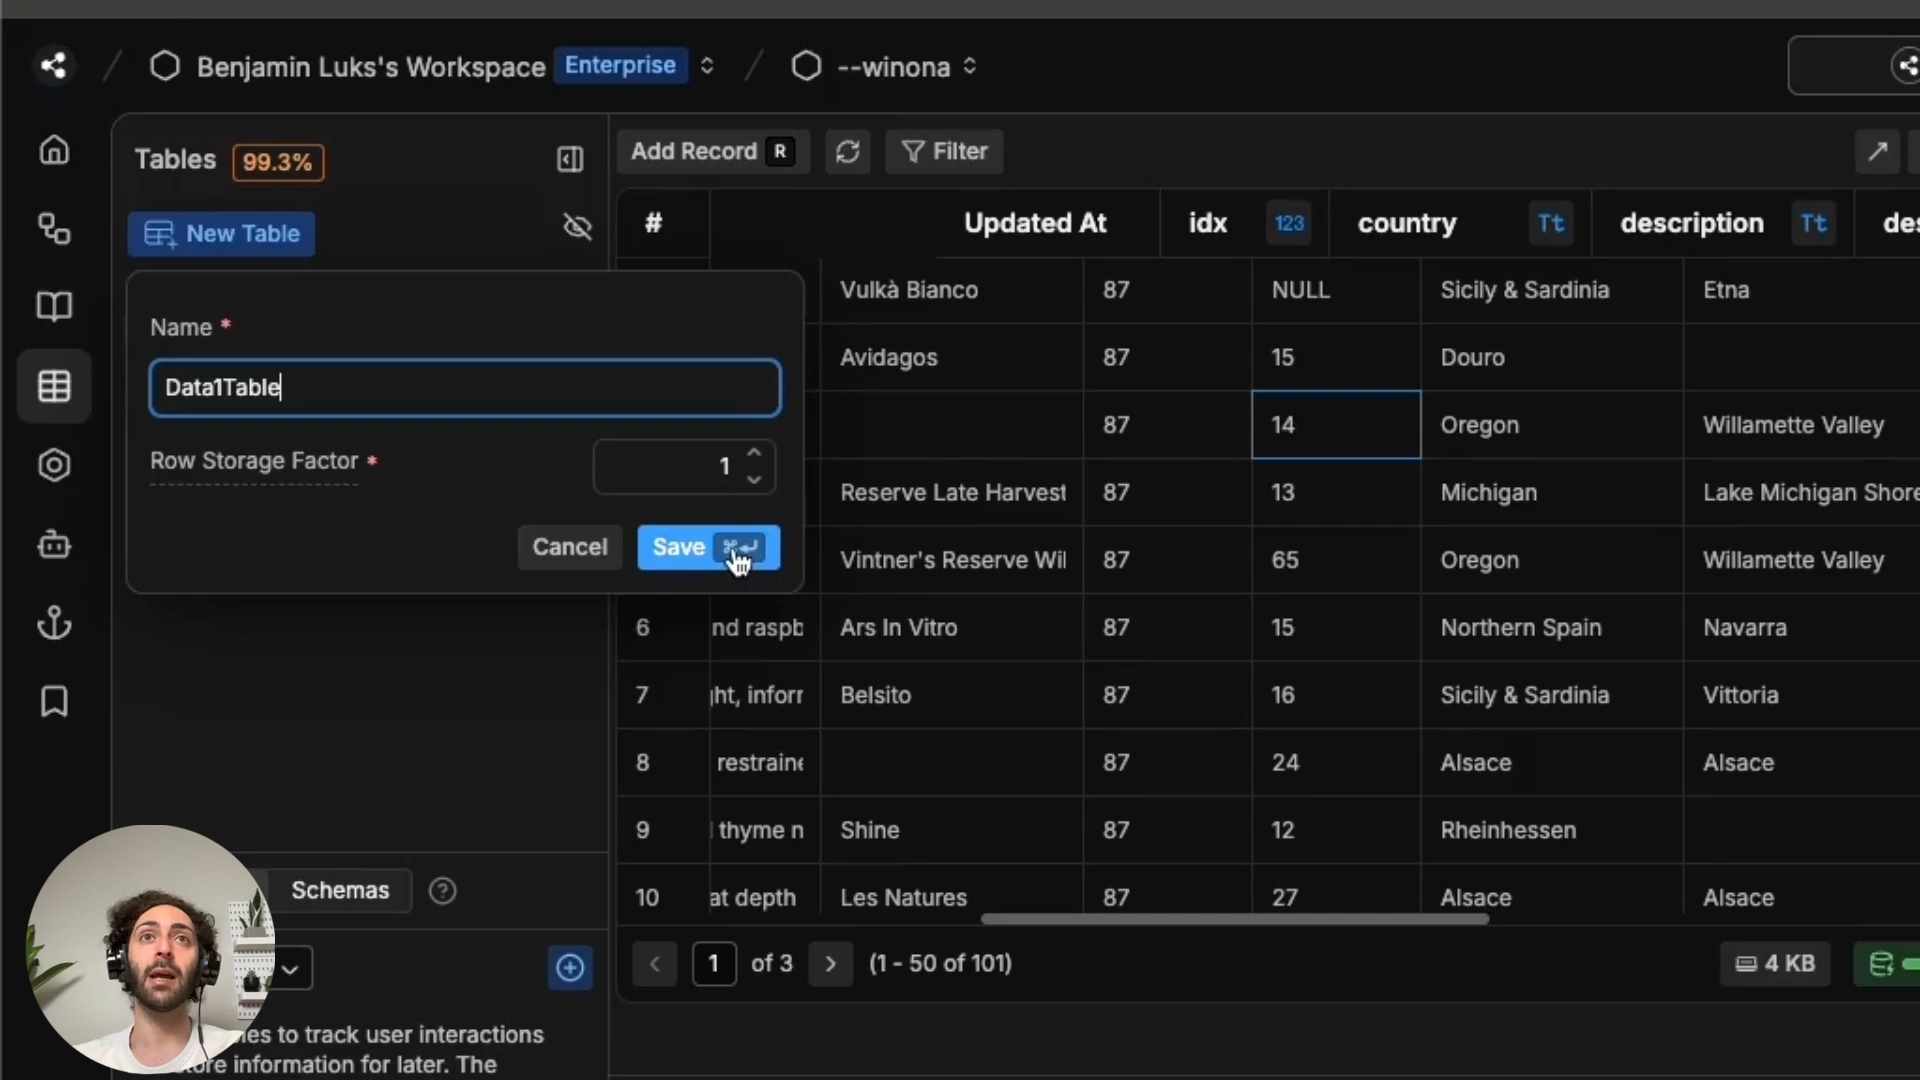 Benjamin Luks's Workspace Enterprise / --winona
Tables 99.3%
Add Record R Filter
New Table
# Updated At idx 123 country Tt description Tt
Name *
Data1Table
Row Storage Factor *
1
Cancel Save
Vulkà Bianco 87 NULL Sicily & Sardinia Etna
Avidagos 87 15 Douro
87 14 Oregon Willamette Valley
Reserve Late Harvest 87 13 Michigan Lake Michigan Shore
Vintner's Reserve Wil 87 65 Oregon Willamette Valley
6 nd raspb Ars In Vitro 87 15 Northern Spain Navarra
7 ght, inforr Belsito 87 16 Sicily & Sardinia Vittoria
8 restraine 87 24 Alsace Alsace
9 thyme n Shine 87 12 Rheinhessen
10 at depth Les Natures 87 27 Alsace Alsace
1 of 3 (1 - 50 of 101) 4 KB
Schemas
to track user interactions
information for later. The